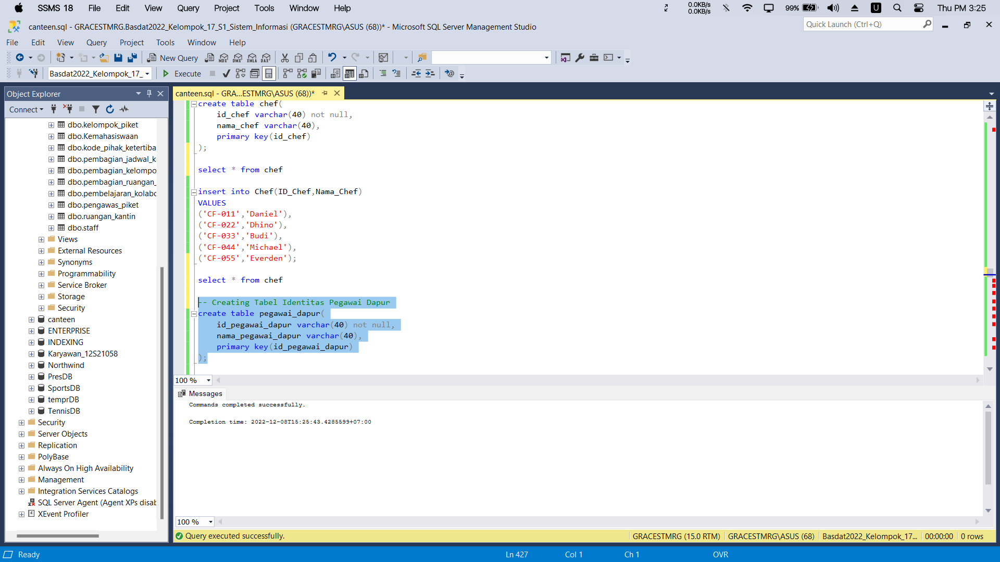 SSMS 18 File Edit View Query Project Tools Window Help 0.0KB/s 0.0KB/s 99% U Thu PM 3:25
canteen.sql - GRACESTMRG.Basdat2022_Kelompok_17_S1_Sistem_Informasi (GRACESTMRG\ASUS (68))* - Microsoft SQL Server Management Studio
Quick Launch (Ctrl+Q)
File Edit View Query Project Tools Window Help
New Query MDX DMX XMLA DAX
Basdat2022_Kelompok_17_ Execute
Object Explorer
Connect
dbo.kelompok_piket
dbo.Kemahasiswaan
dbo.kode_pihak_ketertiba
dbo.pembagian_jadwal_k
dbo.pembagian_kelompo
dbo.pembagian_ruangan_
dbo.pembelajaran_kolabo
dbo.pengawas_piket
dbo.ruangan_kantin
dbo.staff
Views
External Resources
Synonyms
Programmability
Service Broker
Storage
Security
canteen
ENTERPRISE
INDEXING
Karyawan_12S21058
Northwind
PresDB
SportsDB
temprDB
TennisDB
Security
Server Objects
Replication
PolyBase
Always On High Availability
Management
Integration Services Catalogs
SQL Server Agent (Agent XPs disab
XEvent Profiler
canteen.sql - GRA...ESTMRG\ASUS (68))*
create table chef(
id_chef varchar(40) not null,
nama_chef varchar(40),
primary key(id_chef)
);
select * from chef
insert into Chef(ID_Chef,Nama_Chef)
VALUES
('CF-011','Daniel'),
('CF-022','Dhino'),
('CF-033','Budi'),
('CF-044','Michael'),
('CF-055','Everden');
select * from chef
-- Creating Tabel Identitas Pegawai Dapur
create table pegawai_dapur(
id_pegawai_dapur varchar(40) not null,
nama_pegawai_dapur varchar(40),
primary key(id_pegawai_dapur)
);
100 %
Messages
Commands completed successfully.
Completion time: 2022-12-08T15:25:43.4285599+07:00
100 %
Query executed successfully. GRACESTMRG (15.0 RTM) GRACESTMRG\ASUS (68) Basdat2022_Kelompok_17... 00:00:00 0 rows
Ready Ln 427 Col 1 Ch 1 OVR